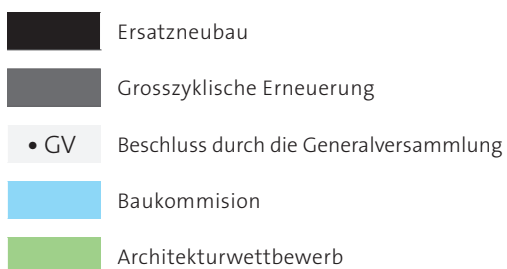 Ersatzneubau
Grosszyklische Erneuerung
• GV Beschluss durch die Generalversammlung
Baukommision
Architekturwettbewerb